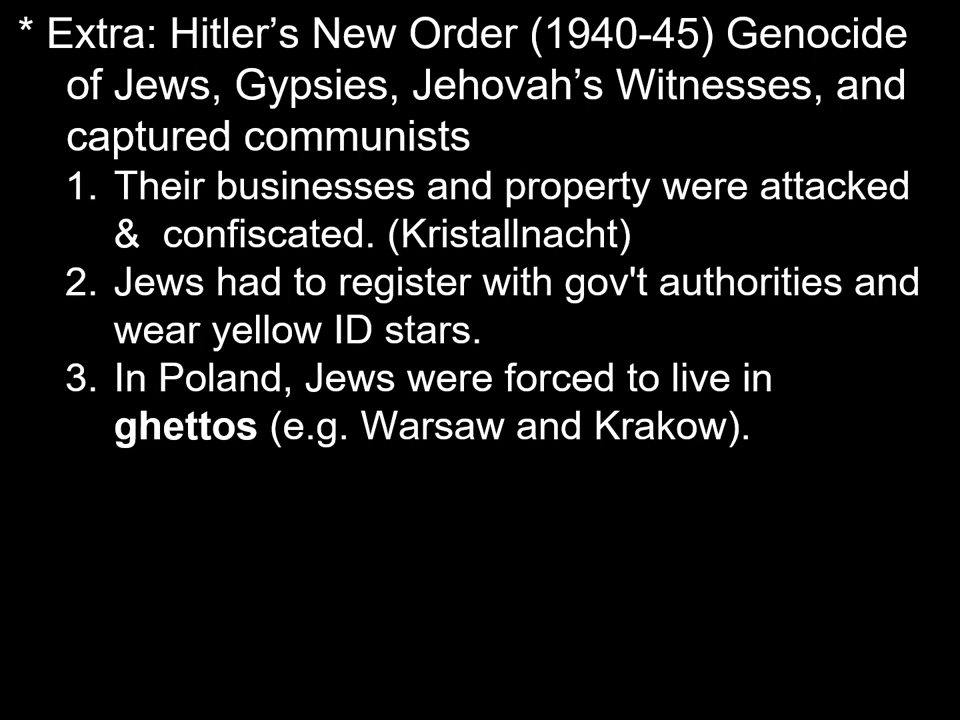 * Extra: Hitler’s New Order (1940-45) Genocide
of Jews, Gypsies, Jehovah’s Witnesses, and
captured communists
1. Their businesses and property were attacked
&  confiscated. (Kristallnacht)
2. Jews had to register with gov't authorities and
wear yellow ID stars.
3. In Poland, Jews were forced to live in
ghettos (e.g. Warsaw and Krakow).